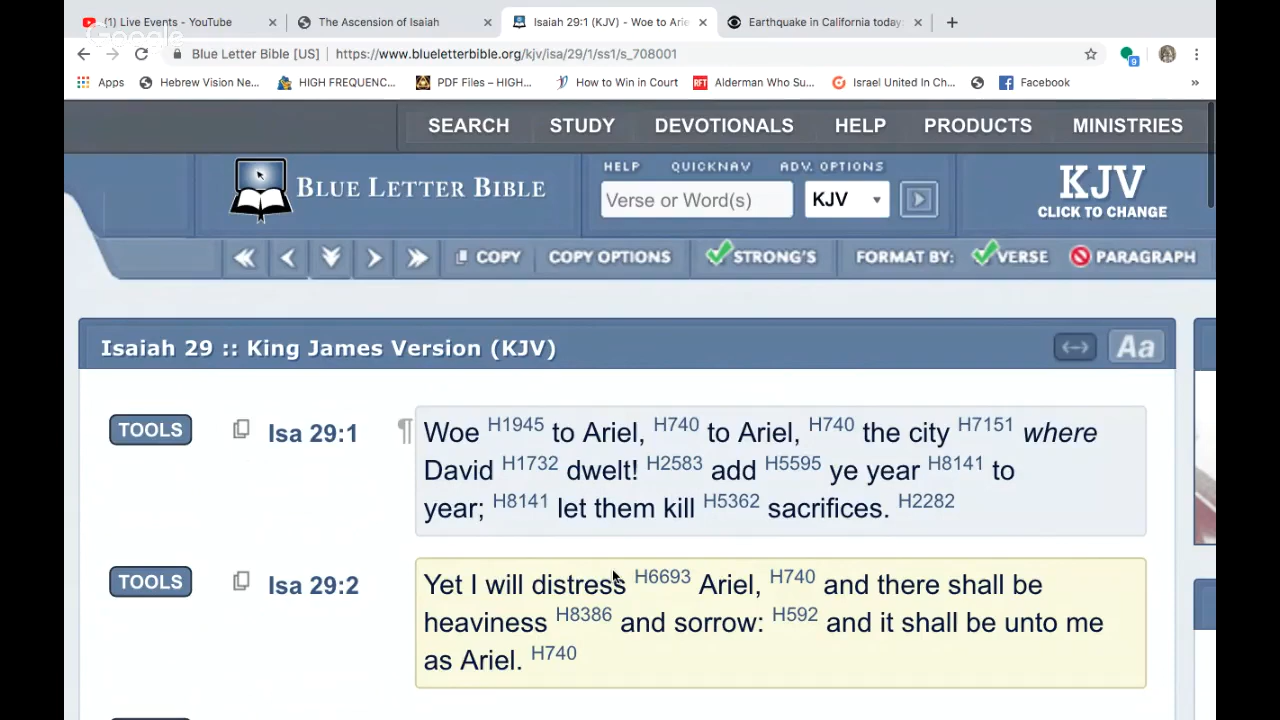 (1) Live Events - YouTube
The Ascension of Isaiah
Isaiah 29:1 (KJV) - Woe to Arie
Earthquake in California today:
Google
Blue Letter Bible [US]
https://www.blueletterbible.org/kjv/isa/29/1/ss1/s_708001
9
Apps
Hebrew Vision Ne...
HIGH FREQUENC...
PDF Files – HIGH...
How to Win in Court
RFT
Alderman Who Su...
Israel United In Ch...
Facebook
»
SEARCH
STUDY
DEVOTIONALS
HELP
PRODUCTS
MINISTRIES
BLUE LETTER BIBLE
HELP
QUICKNAV
ADV. OPTIONS
Verse or Word(s)
KJV
KJV
CLICK TO CHANGE
COPY
COPY OPTIONS
STRONG'S
FORMAT BY:
VERSE
PARAGRAPH
Isaiah 29 :: King James Version (KJV)
Aa
TOOLS
Isa 29:1
¶
Woe H1945 to Ariel, H740 to Ariel, H740 the city H7151 where
David H1732 dwelt! H2583 add H5595 ye year H8141 to
year; H8141 let them kill H5362 sacrifices. H2282
TOOLS
Isa 29:2
Yet I will distress H6693 Ariel, H740 and there shall be
heaviness H8386 and sorrow: H592 and it shall be unto me
as Ariel. H740